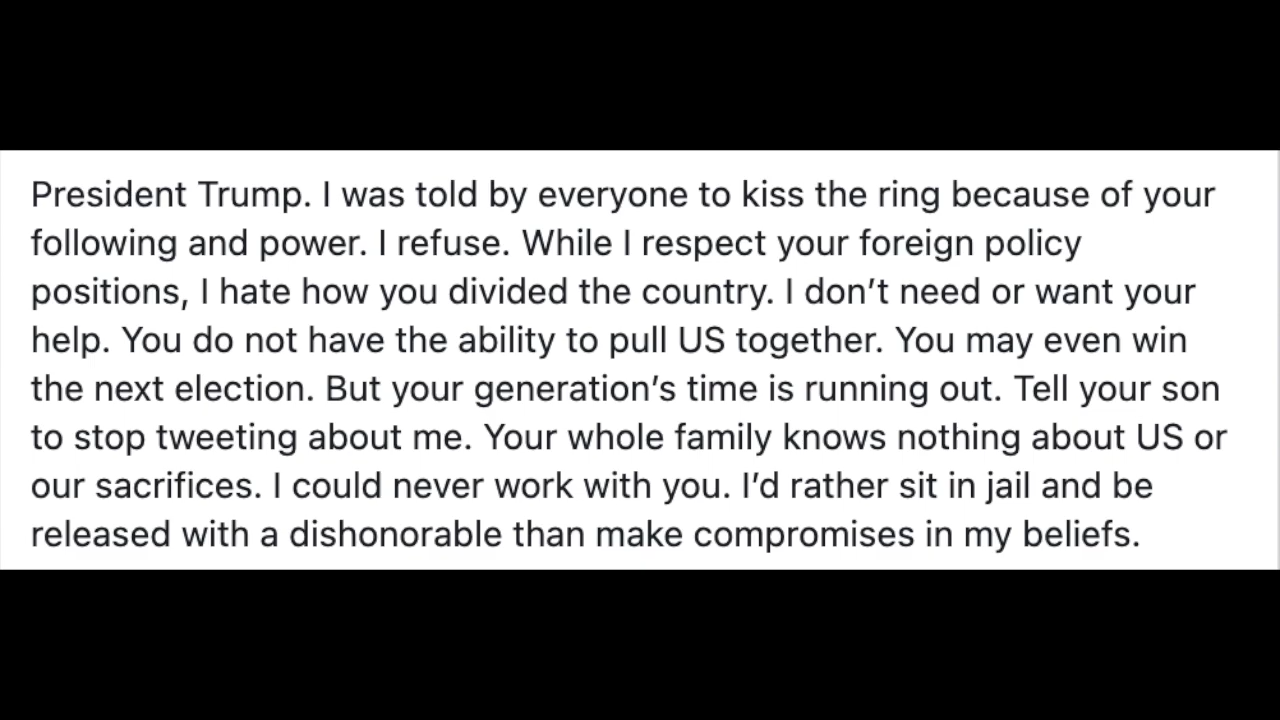 President Trump. I was told by everyone to kiss the ring because of your
following and power. I refuse. While I respect your foreign policy
positions, I hate how you divided the country. I don’t need or want your
help. You do not have the ability to pull US together. You may even win
the next election. But your generation’s time is running out. Tell your son
to stop tweeting about me. Your whole family knows nothing about US or
our sacrifices. I could never work with you. I’d rather sit in jail and be
released with a dishonorable than make compromises in my beliefs.